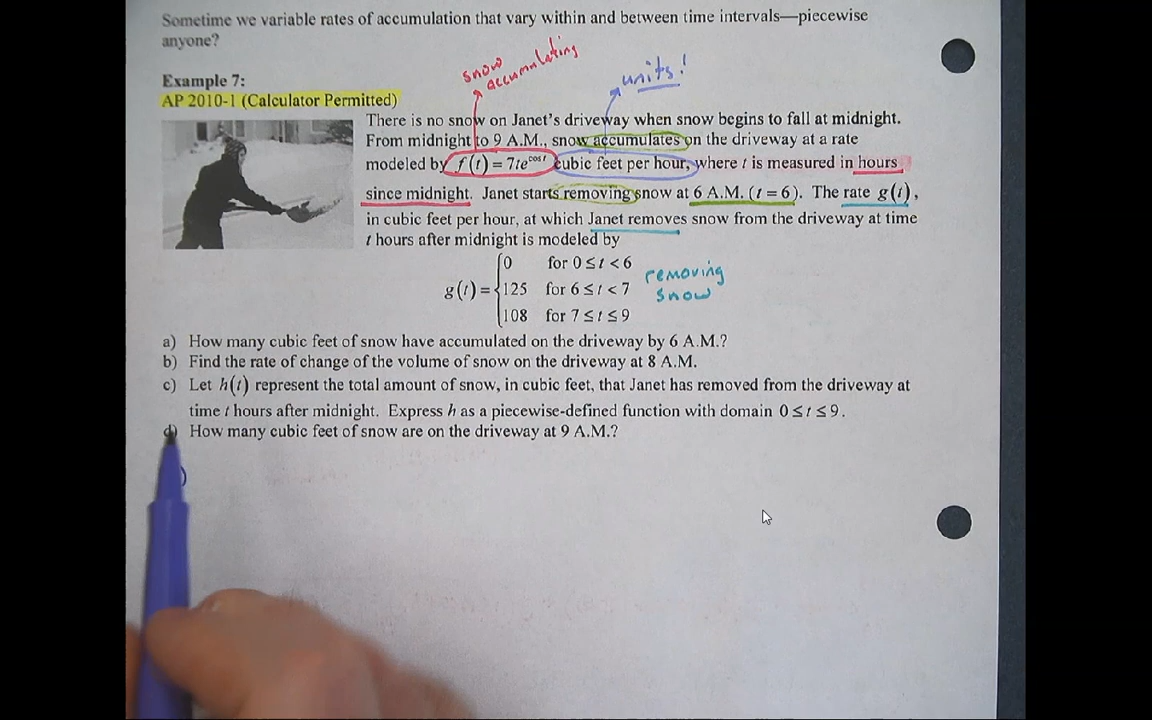 Sometime we variable rates of accumulation that vary within and between time intervals—piecewise
anyone?
snow
accumulating
units!
Example 7:
AP 2010-1 (Calculator Permitted)
There is no snow on Janet's driveway when snow begins to fall at midnight.
From midnight to 9 A.M., snow accumulates on the driveway at a rate
modeled by f(t) = 7te^cos t cubic feet per hour, where t is measured in hours
since midnight. Janet starts removing snow at 6 A.M. (t = 6). The rate g(t),
in cubic feet per hour, at which Janet removes snow from the driveway at time
t hours after midnight is modeled by
g(t) = {0 for 0 ≤ t < 6
125 for 6 ≤ t < 7
108 for 7 ≤ t ≤ 9
removing
snow
a) How many cubic feet of snow have accumulated on the driveway by 6 A.M.?
b) Find the rate of change of the volume of snow on the driveway at 8 A.M.
c) Let h(t) represent the total amount of snow, in cubic feet, that Janet has removed from the driveway at
time t hours after midnight. Express h as a piecewise-defined function with domain 0 ≤ t ≤ 9.
d) How many cubic feet of snow are on the driveway at 9 A.M.?